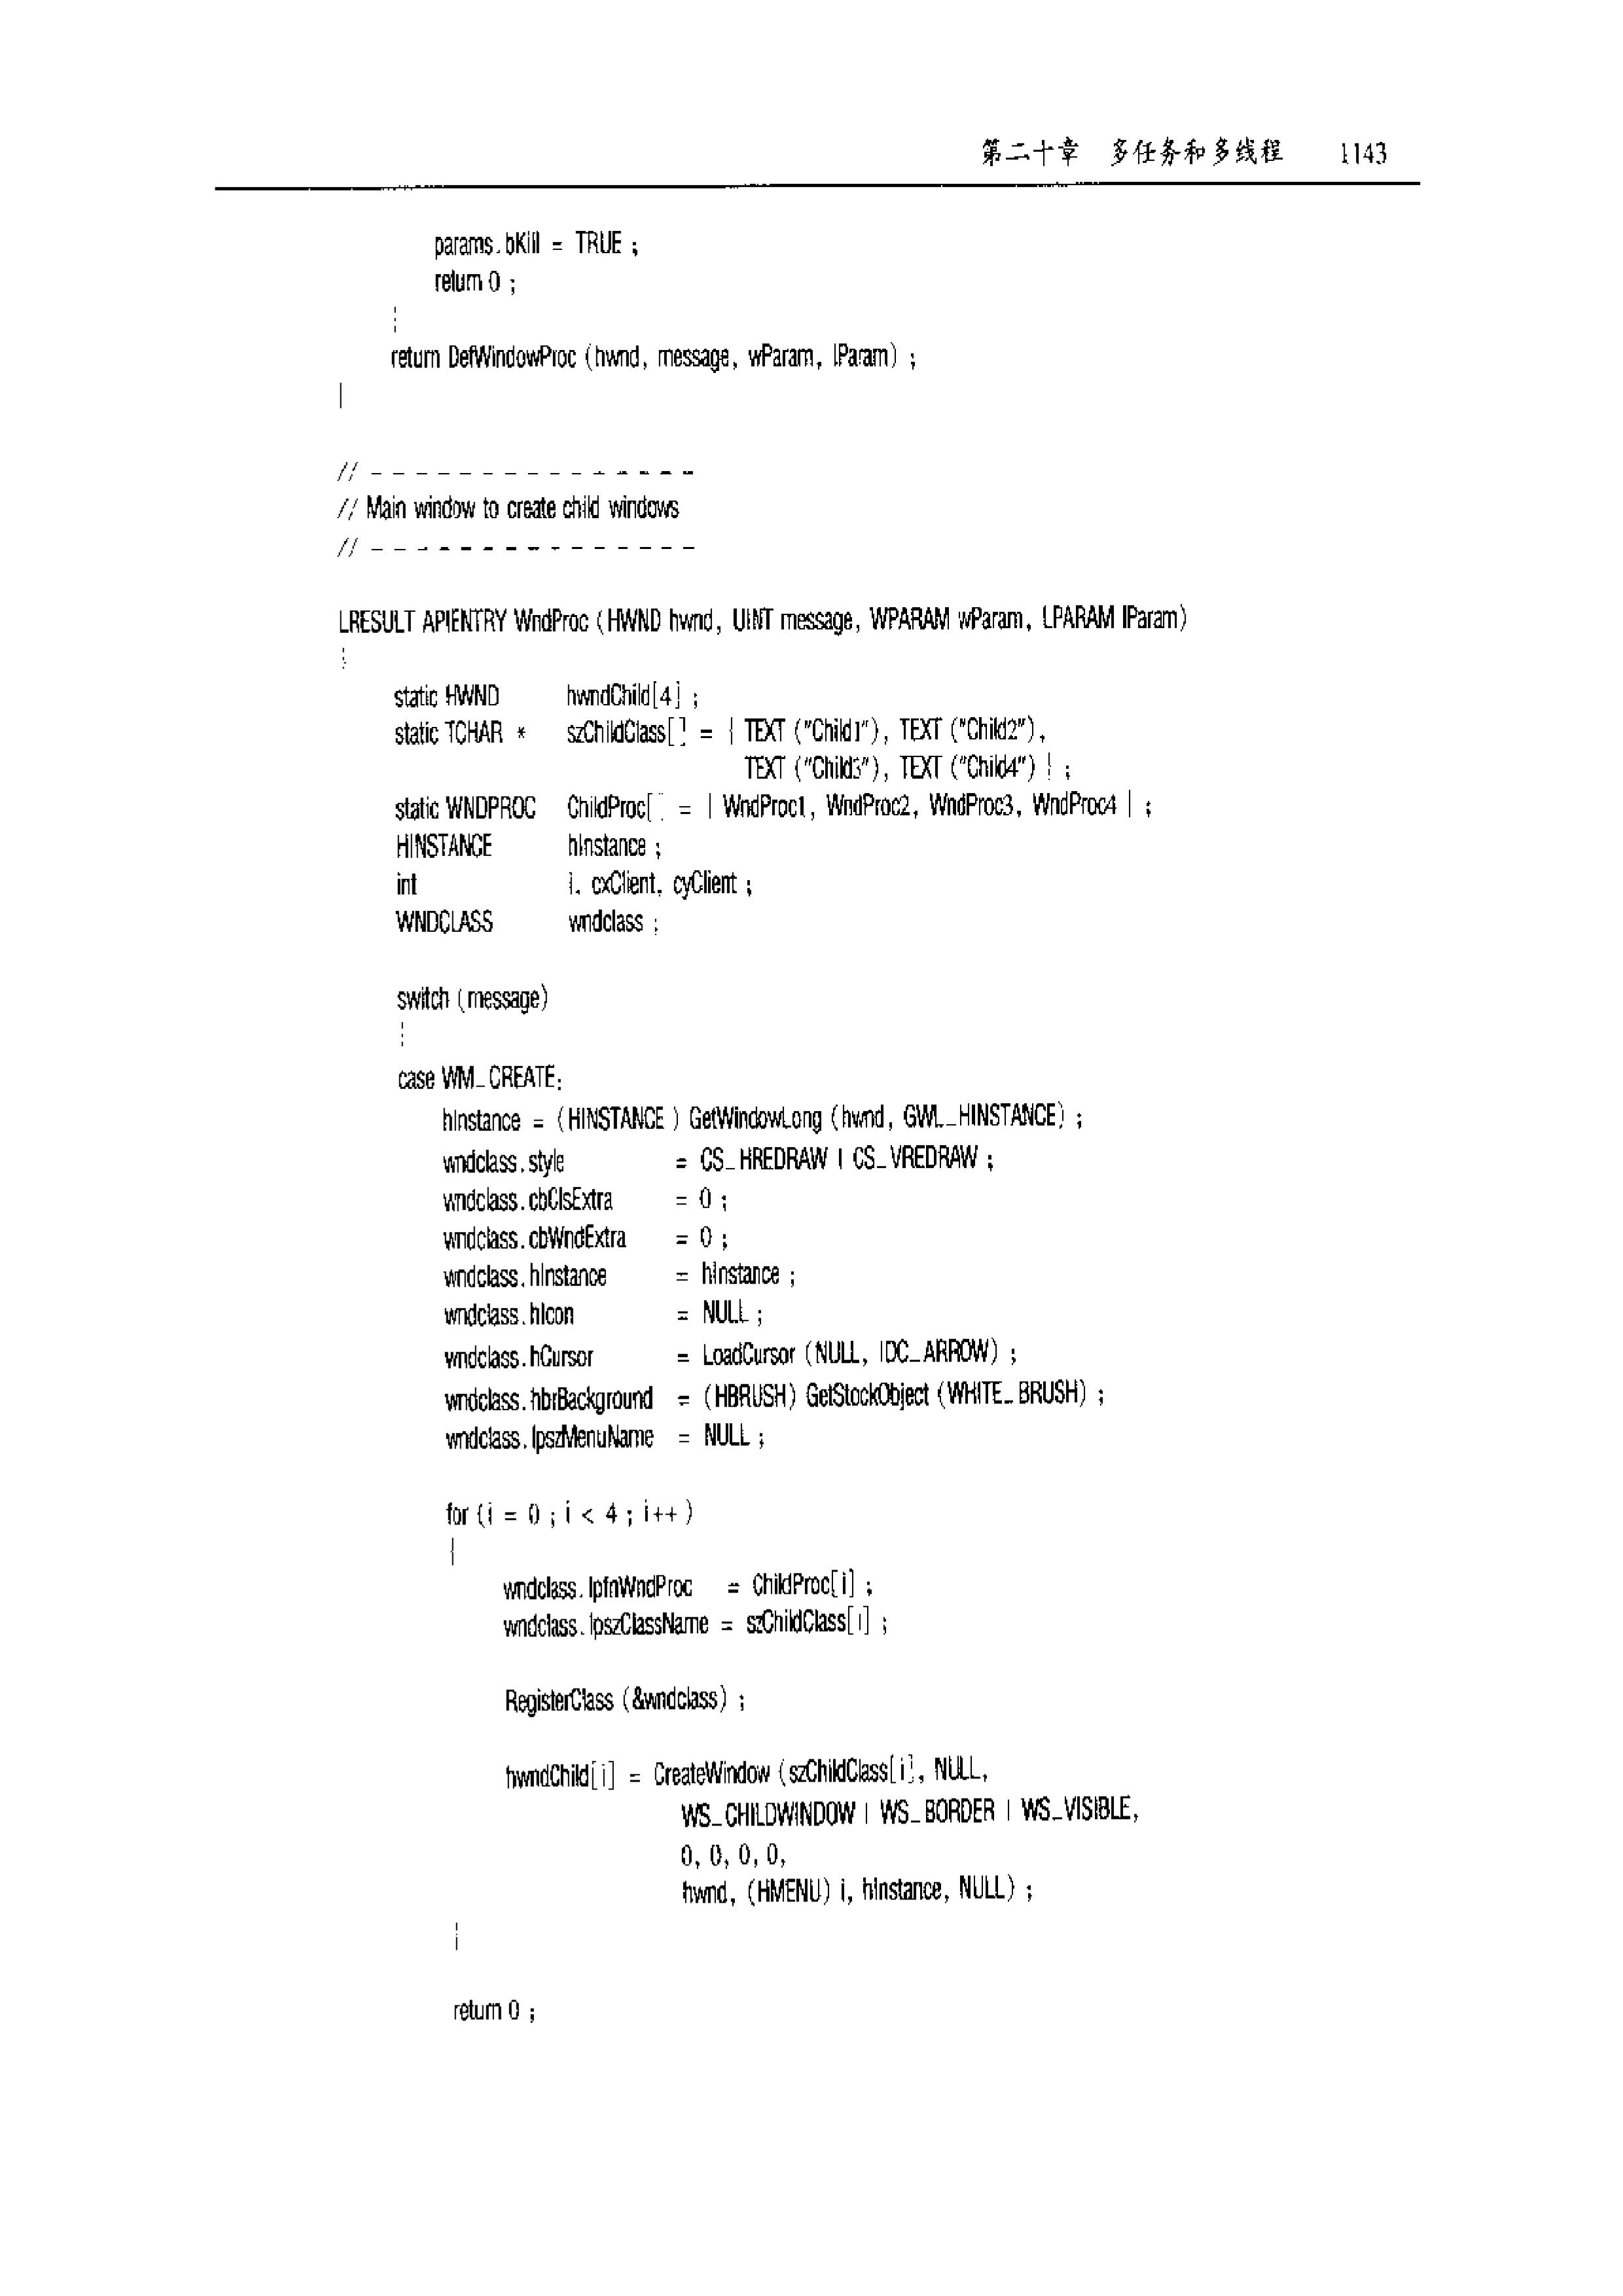 第二十章 多任务和多线程 1143
params.bKill = TRUE ;
return 0 ;
}
return DefWindowProc (hwnd, message, wParam, lParam) ;
}
// - - - - - - - - - - - - - - -
// Main window to create child windows
// - - - - - - - - - - - - - - -
LRESULT APIENTRY WndProc (HWND hwnd, UINT message, WPARAM wParam, LPARAM lParam)
{
static HWND hwndChild[4] ;
static TCHAR * szChildClass[] = { TEXT ("Child1"), TEXT ("Child2"),
TEXT ("Child3"), TEXT ("Child4") } ;
static WNDPROC ChildProc[] = { WndProc1, WndProc2, WndProc3, WndProc4 } ;
HINSTANCE hInstance ;
int i, cxClient, cyClient ;
WNDCLASS wndclass ;
switch (message)
{
case WM_CREATE:
hInstance = (HINSTANCE ) GetWindowLong (hwnd, GWL_HINSTANCE) ;
wndclass.style = CS_HREDRAW | CS_VREDRAW ;
wndclass.cbClsExtra = 0 ;
wndclass.cbWndExtra = 0 ;
wndclass.hInstance = hInstance ;
wndclass.hIcon = NULL ;
wndclass.hCursor = LoadCursor (NULL, IDC_ARROW) ;
wndclass.hbrBackground = (HBRUSH) GetStockObject (WHITE_BRUSH) ;
wndclass.lpszMenuName = NULL ;
for (i = 0 ; i < 4 ; i++ )
{
wndclass.lpfnWndProc = ChildProc[i] ;
wndclass.lpszClassName = szChildClass[i] ;
RegisterClass (&wndclass) ;
hwndChild[i] = CreateWindow (szChildClass[i], NULL,
WS_CHILDWINDOW | WS_BORDER | WS_VISIBLE,
0, 0, 0, 0,
hwnd, (HMENU) i, hInstance, NULL) ;
}
return 0 ;